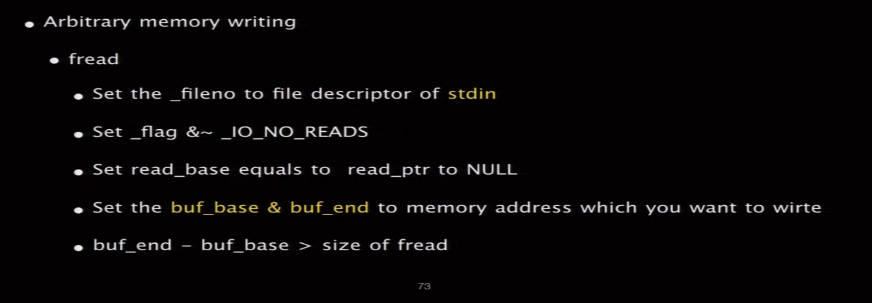 • Arbitrary memory writing
• fread
• Set the _fileno to file descriptor of stdin
• Set _flag &~ _IO_NO_READS
• Set read_base equals to read_ptr to NULL
• Set the buf_base & buf_end to memory address which you want to wirte
• buf_end - buf_base > size of fread
73